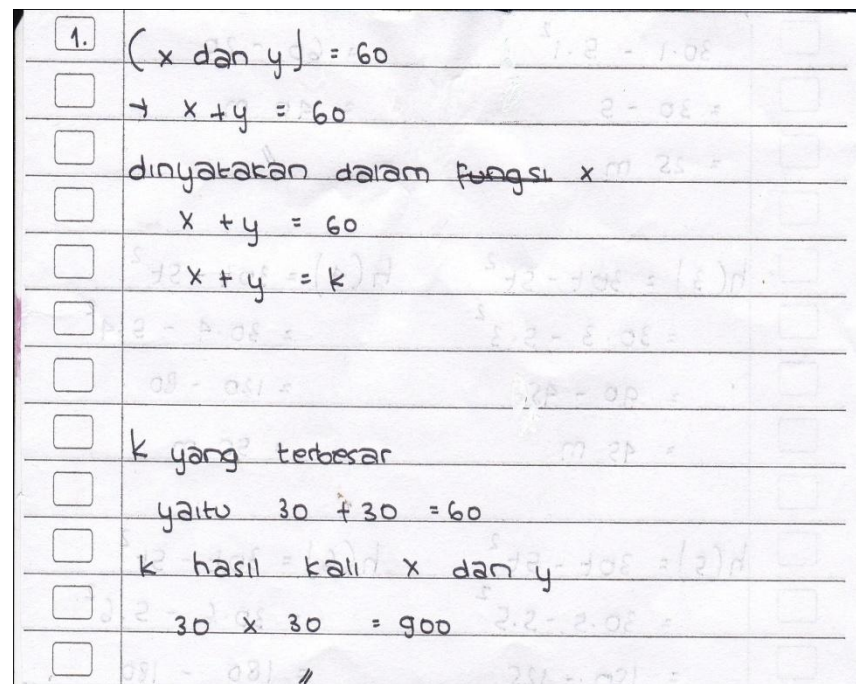 1. (x dan y) = 60
→ x + y = 60
dinyatakan dalam fungsi x
x + y = 60
x + y = k
k yang terbesar
yaitu 30 + 30 = 60
k hasil kali x dan y
30 x 30 = 900
//